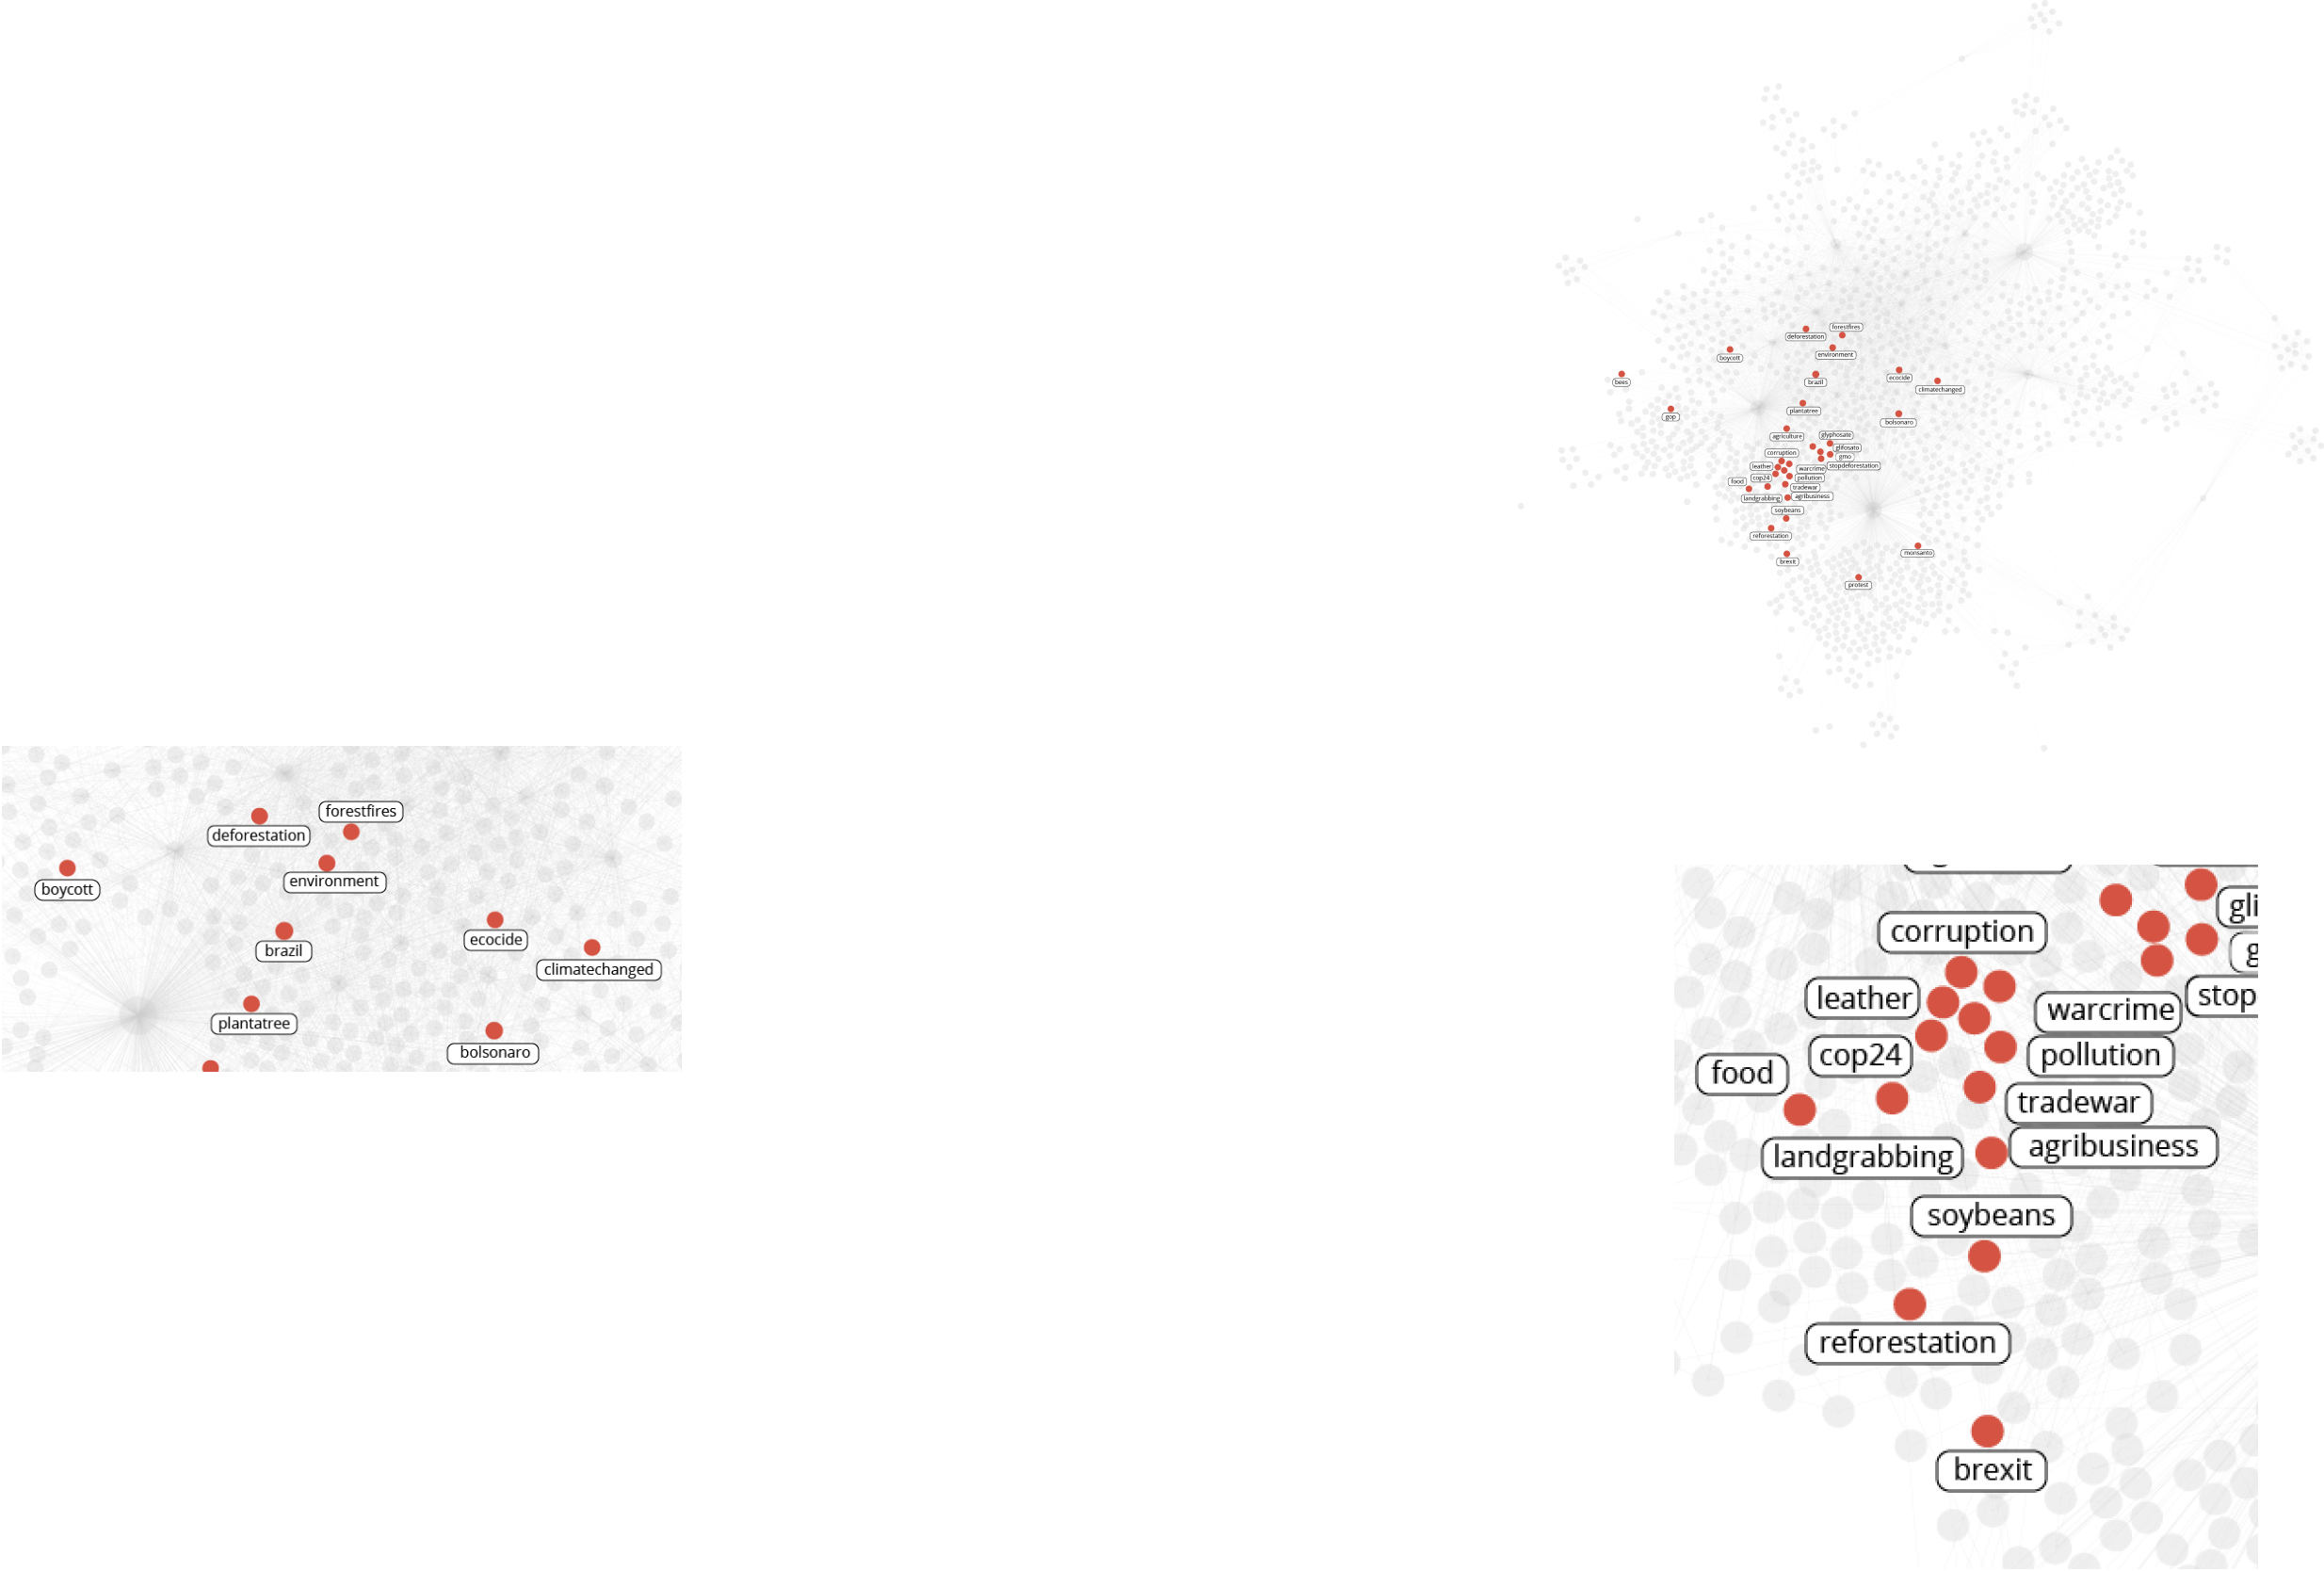 forestfires
deforestation
environment
boycott
brazil
ecocide
bees
climatechanged
plantatree
gop
bolsonaro
agriculture
glyphosate
glifosato
corruption
gmo
leather
warcrime
stopdeforestation
cop24
pollution
food
tradewar
landgrabbing
agribusiness
soybeans
reforestation
monsanto
brexit
protest
forestfires
deforestation
environment
boycott
brazil
ecocide
climatechanged
plantatree
bolsonaro
gli
corruption
g
leather
stop
warcrime
cop24
pollution
food
tradewar
agribusiness
landgrabbing
soybeans
reforestation
brexit